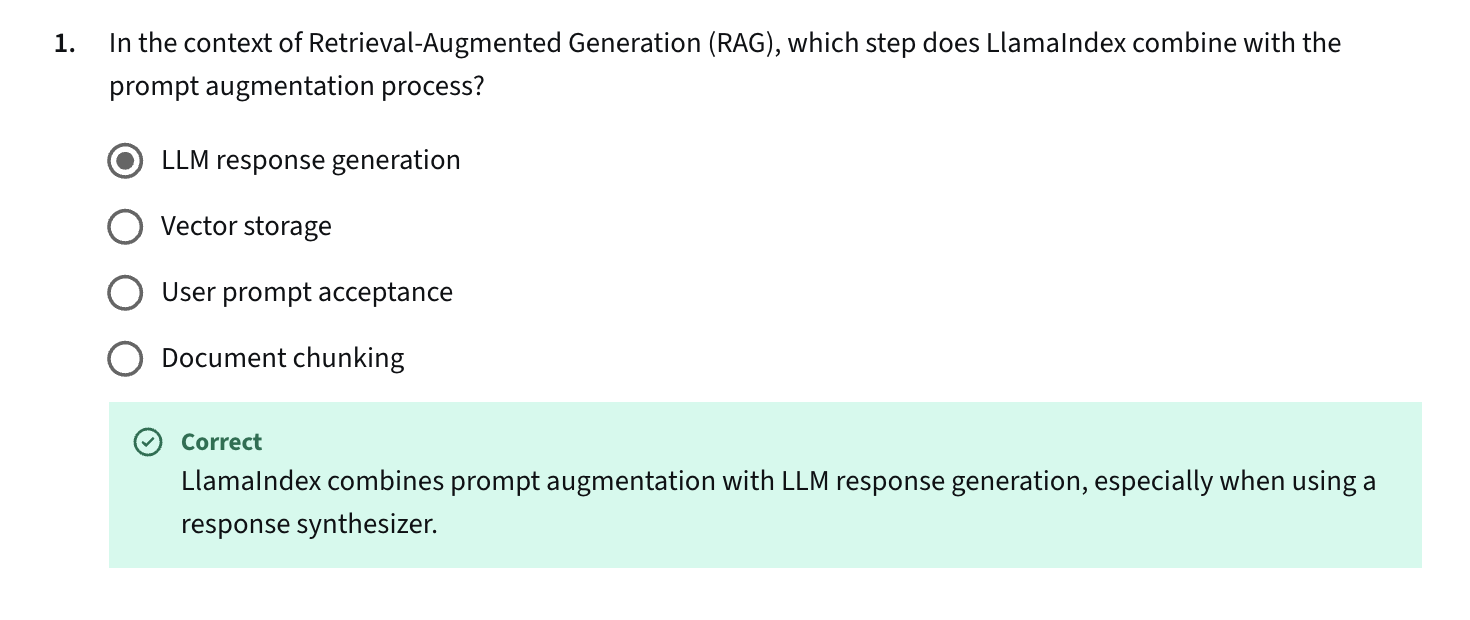 1. In the context of Retrieval-Augmented Generation (RAG), which step does LlamaIndex combine with the
prompt augmentation process?
LLM response generation
Vector storage
User prompt acceptance
Document chunking
Correct
LlamaIndex combines prompt augmentation with LLM response generation, especially when using a
response synthesizer.